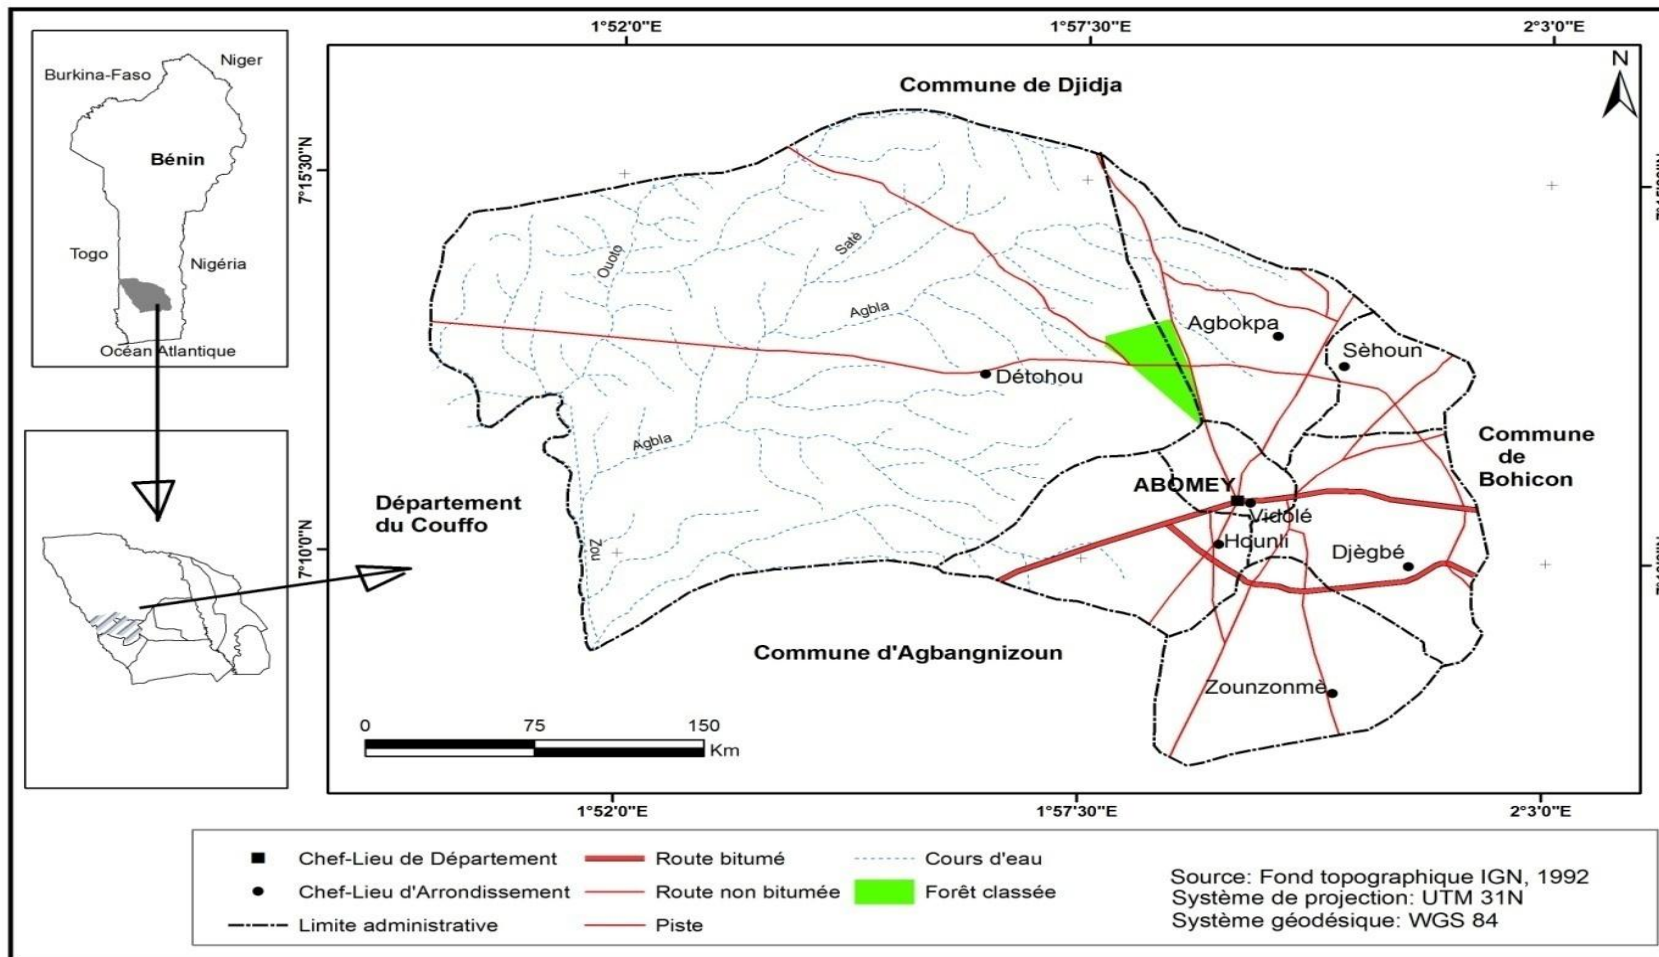 1°52'0"E
1°57'30"E
2°3'0"E
Niger
Burkina-Faso
Bénin
Togo
Nigéria
Océan Atlantique
N
Commune de Djidja
7°15'30"N
Ouoto
Satè
Agbla
Agbokpa
Sèhoun
Détohou
Agbla
Commune
de
Bohicon
ABOMEY
Vidolé
Département
du Couffo
Hounli
Djègbé
7°10'0"N
Zou
Commune d'Agbangnizoun
Zounzonmè
0 75 150
Km
1°52'0"E
1°57'30"E
2°3'0"E
Chef-Lieu de Département
Chef-Lieu d'Arrondissement
Limite administrative
Route bitumé
Route non bitumée
Piste
Cours d'eau
Forêt classée
Source: Fond topographique IGN, 1992
Système de projection: UTM 31N
Système géodésique: WGS 84